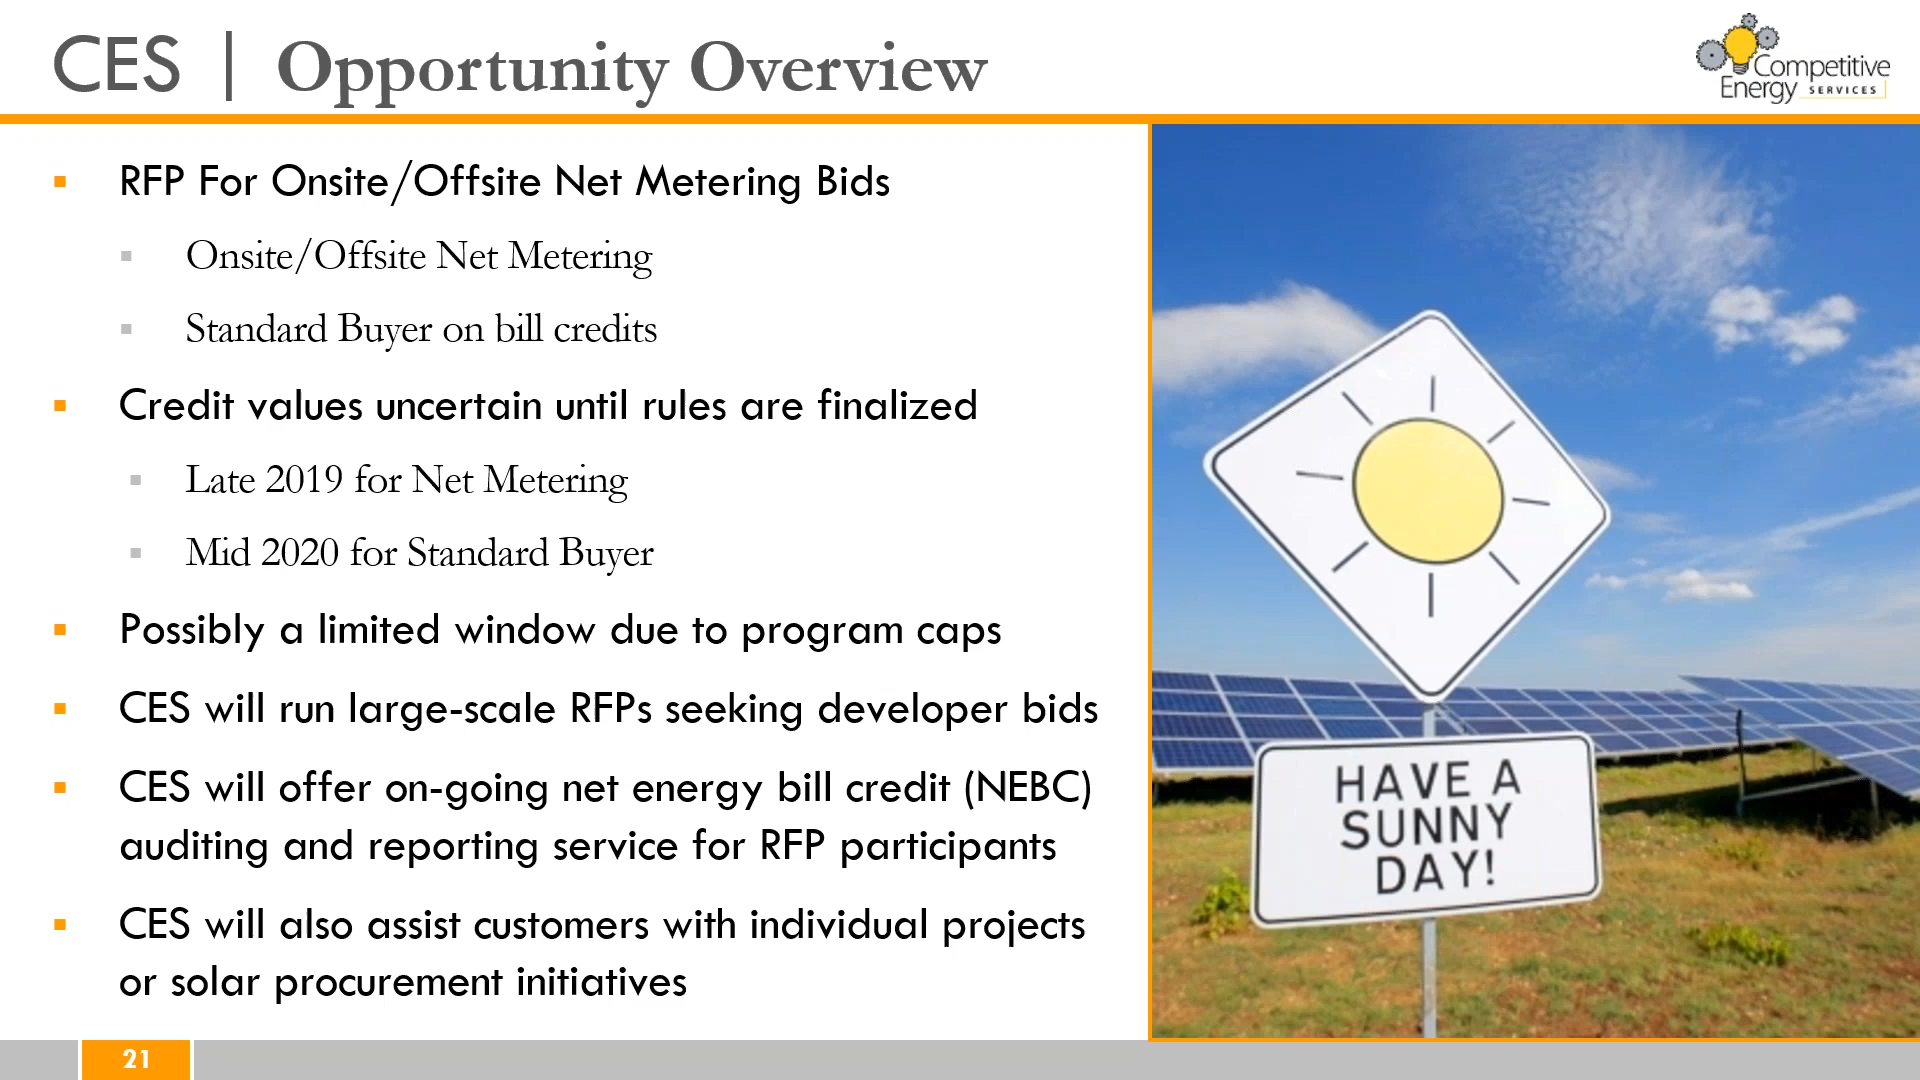 CES | Opportunity Overview
Competitive
Energy SERVICES
RFP For Onsite/Offsite Net Metering Bids
Onsite/Offsite Net Metering
Standard Buyer on bill credits
Credit values uncertain until rules are finalized
Late 2019 for Net Metering
Mid 2020 for Standard Buyer
Possibly a limited window due to program caps
CES will run large-scale RFPs seeking developer bids
CES will offer on-going net energy bill credit (NEBC)
auditing and reporting service for RFP participants
CES will also assist customers with individual projects
or solar procurement initiatives
HAVE A
SUNNY
DAY!
21